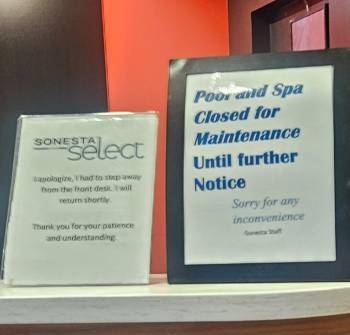 SONESTA
select
I apologize, I had to step away
from the front desk. I will
return shortly.
Thank you for your patience
and understanding.
Pool and Spa
Closed for
Maintenance
Until further
Notice
Sorry for any
inconvenience
-Sonesta Staff